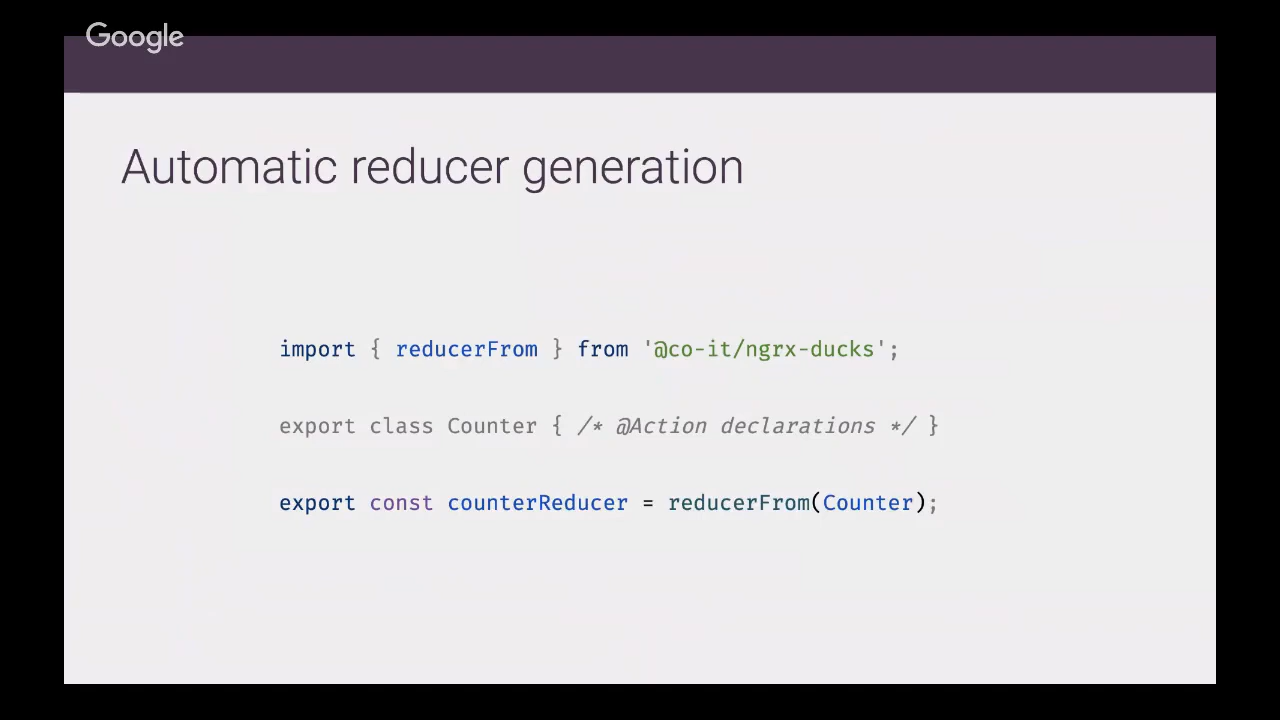 Google
Automatic reducer generation
import { reducerFrom } from '@co-it/ngrx-ducks';
export class Counter { /* @Action declarations */ }
export const counterReducer = reducerFrom(Counter);